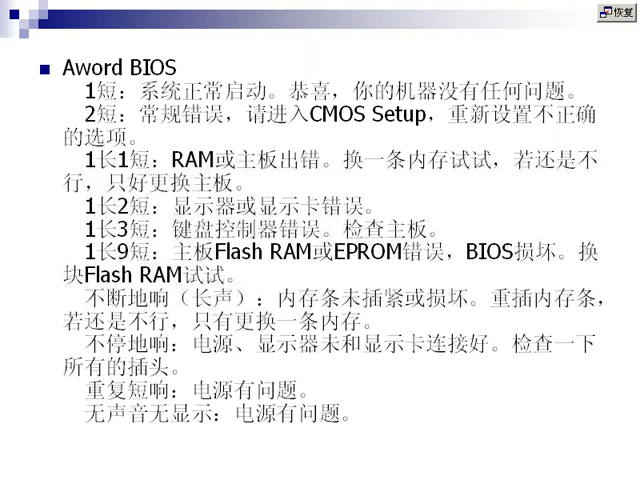 恢复
Aword BIOS
1短：系统正常启动。恭喜，你的机器没有任何问题。
2短：常规错误，请进入CMOS Setup，重新设置不正确
的选项。
1长1短：RAM或主板出错。换一条内存试试，若还是不
行，只好更换主板。
1长2短：显示器或显示卡错误。
1长3短：键盘控制器错误。检查主板。
1长9短：主板Flash RAM或EPROM错误，BIOS损坏。换
块Flash RAM试试。
不断地响（长声）：内存条未插紧或损坏。重插内存条，
若还是不行，只有更换一条内存。
不停地响：电源、显示器未和显示卡连接好。检查一下
所有的插头。
重复短响：电源有问题。
无声音无显示：电源有问题。